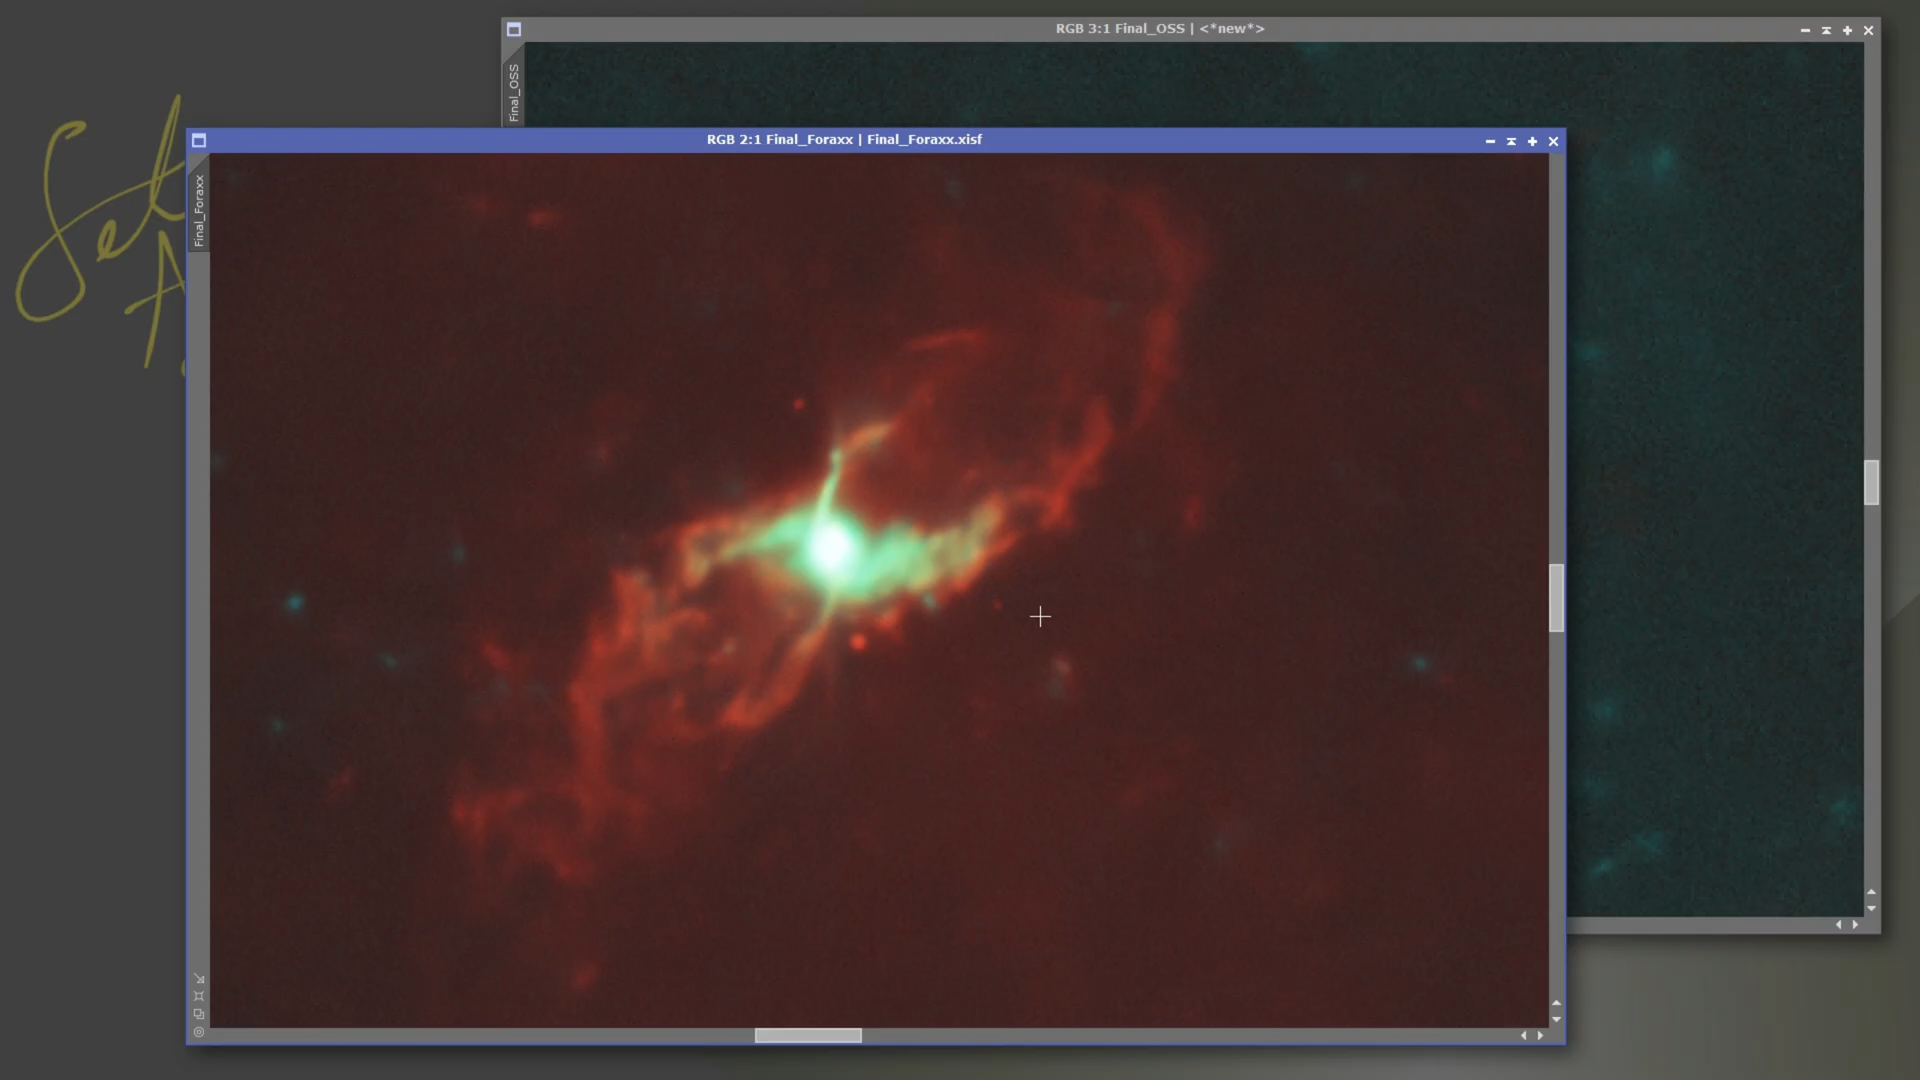 RGB 3:1 Final_OSS | <*new*>
Final_OSS
RGB 2:1 Final_Foraxx | Final_Foraxx.xisf
Final_Foraxx